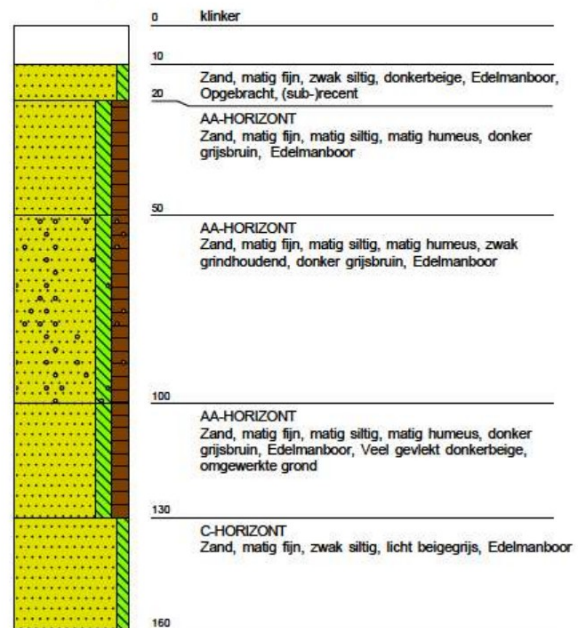 0 klinker
10
Zand, matig fijn, zwak siltig, donkerbeige, Edelmanboor,
Opgebracht, (sub-)recent
20
AA-HORIZONT
Zand, matig fijn, matig siltig, matig humeus, donker
grijsbruin, Edelmanboor
50
AA-HORIZONT
Zand, matig fijn, matig siltig, matig humeus, zwak
grindhoudend, donker grijsbruin, Edelmanboor
100
AA-HORIZONT
Zand, matig fijn, matig siltig, matig humeus, donker
grijsbruin, Edelmanboor, Veel gevlekt donkerbeige,
omgewerkte grond
130
C-HORIZONT
Zand, matig fijn, zwak siltig, licht beigegrijs, Edelmanboor
160